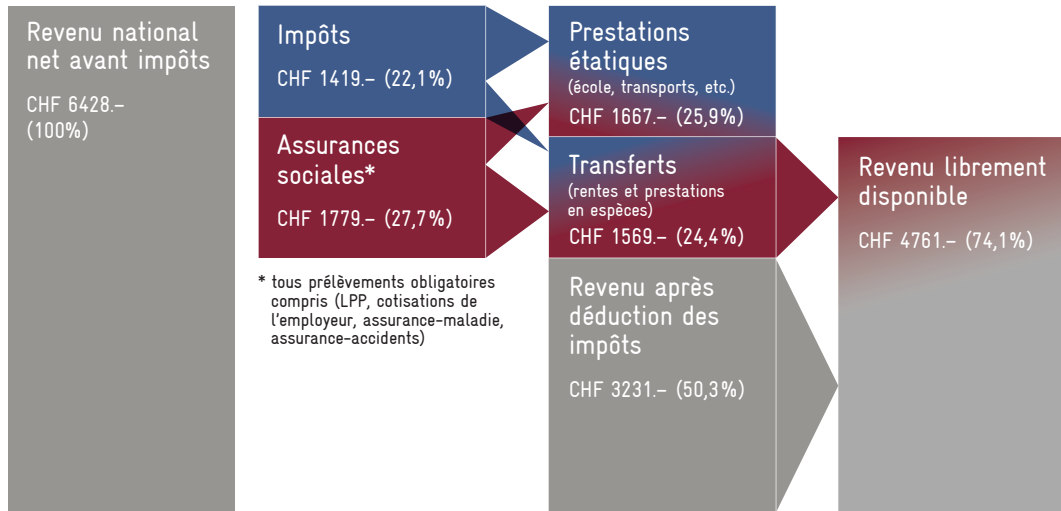 Revenu national
net avant impôts
CHF 6428.–
(100%)
Impôts
CHF 1419.– (22,1%)
Assurances
sociales*
CHF 1779.– (27,7%)
* tous prélèvements obligatoires
compris (LPP, cotisations de
l'employeur, assurance-maladie,
assurance-accidents)
Prestations
étatiques
(école, transports, etc.)
CHF 1667.– (25,9%)
Transferts
(rentes et prestations
en espèces)
CHF 1569.– (24,4%)
Revenu après
déduction des
impôts
CHF 3231.– (50,3%)
Revenu librement
disponible
CHF 4761.– (74,1%)